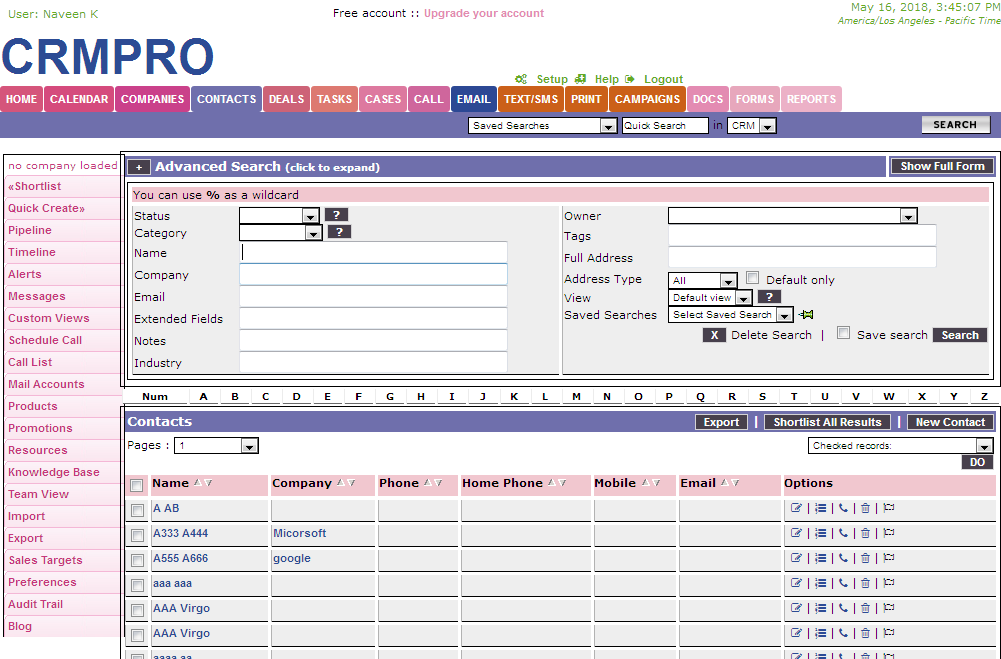 User: Naveen K
Free account :: Upgrade your account
May 16, 2018, 3:45:07 PM
America/Los Angeles - Pacific Time
CRMPRO
Setup Help Logout
HOME CALENDAR COMPANIES CONTACTS DEALS TASKS CASES CALL EMAIL TEXT/SMS PRINT CAMPAIGNS DOCS FORMS REPORTS
Saved Searches Quick Search in CRM SEARCH
no company loaded
«Shortlist
Quick Create»
Pipeline
Timeline
Alerts
Messages
Custom Views
Schedule Call
Call List
Mail Accounts
Products
Promotions
Resources
Knowledge Base
Team View
Import
Export
Sales Targets
Preferences
Audit Trail
Blog
+ Advanced Search (click to expand) Show Full Form
You can use % as a wildcard
Status ?
Category ?
Name
Company
Email
Extended Fields
Notes
Industry
Owner
Tags
Full Address
Address Type All Default only
View Default view ?
Saved Searches Select Saved Search
X Delete Search | Save search Search
Num A B C D E F G H I J K L M N O P Q R S T U V W X Y Z
Contacts Export | Shortlist All Results | New Contact
Pages : 1 Checked records:
DO
Name Company Phone Home Phone Mobile Email Options
A AB | | | |
A333 A444 Micorsoft | | | |
A555 A666 google | | | |
aaa aaa | | | |
AAA Virgo | | | |
AAA Virgo | | | |
aaaa aa | | | |